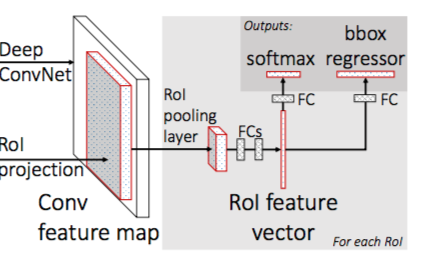 Deep
ConvNet
RoI
projection
Conv
feature map
RoI
pooling
layer
FCs
Outputs:
softmax
bbox
regressor
FC
FC
RoI feature
vector
For each RoI